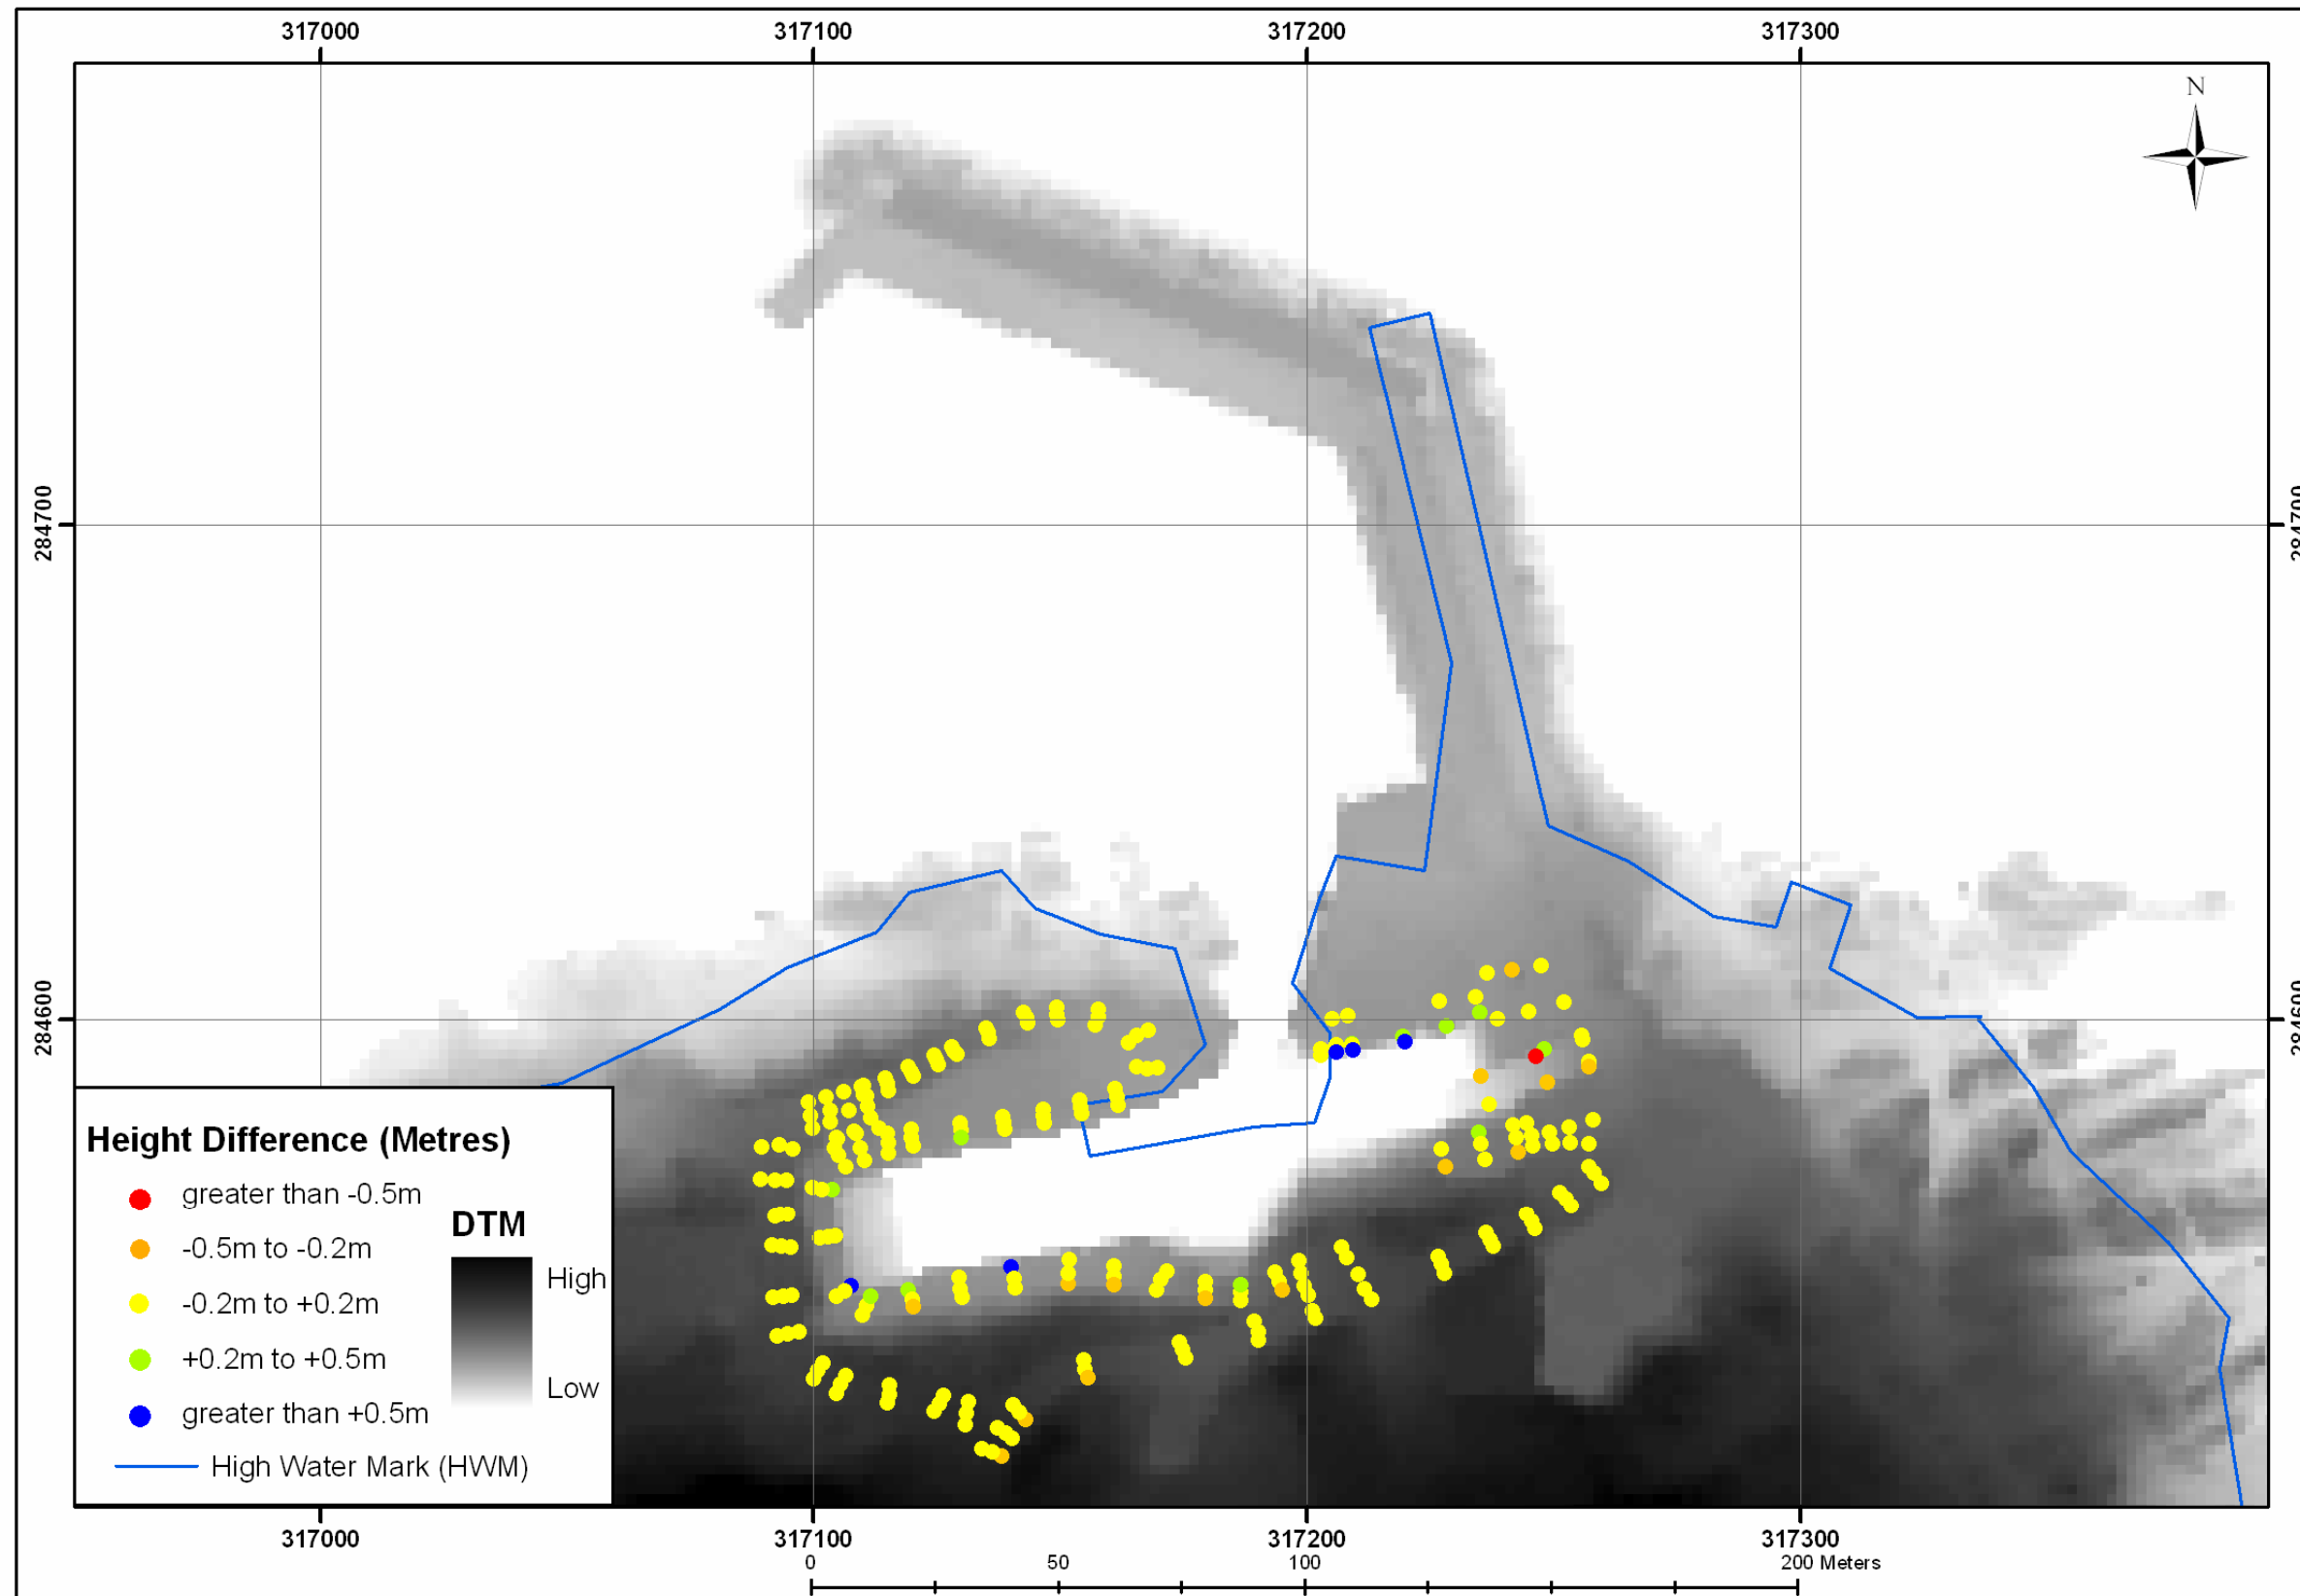 317000 317100 317200 317300
N
284700 284700
284600 284600
Height Difference (Metres)
greater than -0.5m
-0.5m to -0.2m
-0.2m to +0.2m
+0.2m to +0.5m
greater than +0.5m
High Water Mark (HWM)
DTM
High
Low
317000 317100 317200 317300
0 50 100 200 Meters